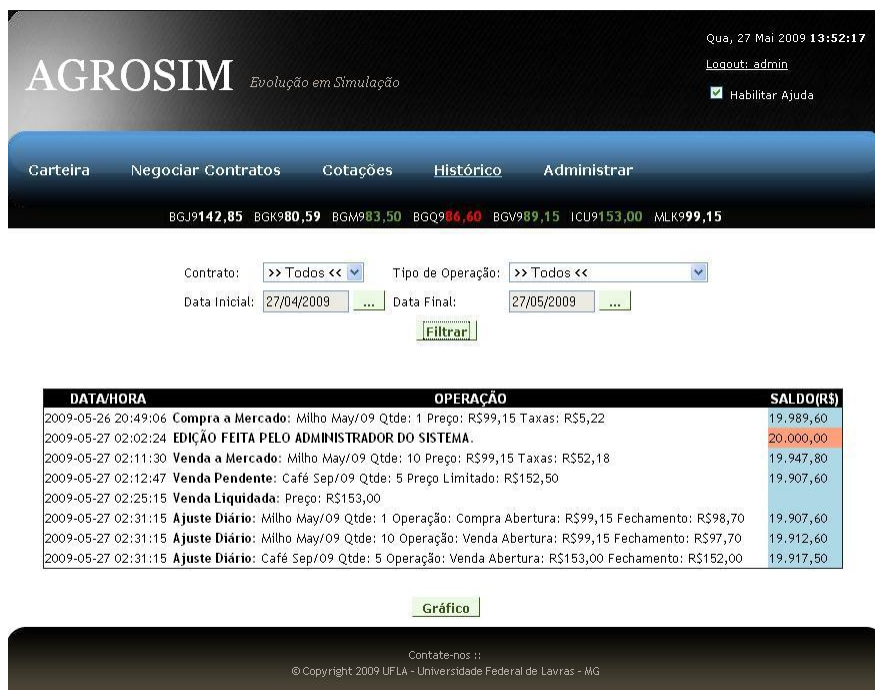 Qua, 27 Mai 2009 13:52:17
AGROSIM Evolução em Simulação
Logout: admin
Habilitar Ajuda
Carteira Negociar Contratos Cotações Histórico Administrar
BGJ9142,85 BGK980,59 BGM983,50 BGQ986,60 BGV989,15 ICU9153,00 MLK999,15
Contrato: >> Todos << Tipo de Operação: >> Todos <<
Data Inicial: 27/04/2009 ... Data Final: 27/05/2009 ...
Filtrar
DATA/HORA OPERAÇÃO SALDO(R$)
2009-05-26 20:49:06 Compra a Mercado: Milho May/09 Qtde: 1 Preço: R$99,15 Taxas: R$5,22 19.989,60
2009-05-27 02:02:24 EDIÇÃO FEITA PELO ADMINISTRADOR DO SISTEMA. 20.000,00
2009-05-27 02:11:30 Venda a Mercado: Milho May/09 Qtde: 10 Preço: R$99,15 Taxas: R$52,18 19.947,80
2009-05-27 02:12:47 Venda Pendente: Café Sep/09 Qtde: 5 Preço Limitado: R$152,50 19.907,60
2009-05-27 02:25:15 Venda Liquidada: Preço: R$153,00
2009-05-27 02:31:15 Ajuste Diário: Milho May/09 Qtde: 1 Operação: Compra Abertura: R$99,15 Fechamento: R$98,70 19.907,60
2009-05-27 02:31:15 Ajuste Diário: Milho May/09 Qtde: 10 Operação: Venda Abertura: R$99,15 Fechamento: R$97,70 19.912,60
2009-05-27 02:31:15 Ajuste Diário: Café Sep/09 Qtde: 5 Operação: Venda Abertura: R$153,00 Fechamento: R$152,00 19.917,50
Gráfico
Contate-nos ::
© Copyright 2009 UFLA - Universidade Federal de Lavras - MG